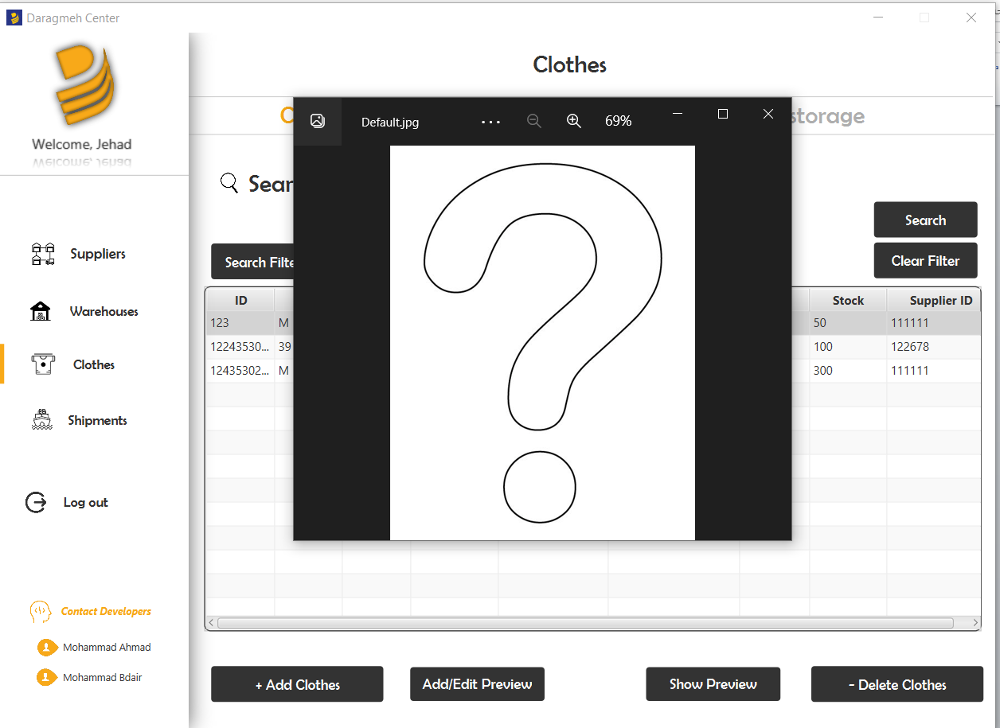 Daragmeh Center
Welcome, Jehad
Suppliers
Warehouses
Clothes
Shipments
Log out
Contact Developers
Mohammad Ahmad
Mohammad Bdair
Clothes
storage
Default.jpg
69%
Sear
Search
Clear Filter
Search Filte
ID Stock Supplier ID
123 M 50 111111
12243530... 39 100 122678
12435302... M 300 111111
+ Add Clothes
Add/Edit Preview
Show Preview
- Delete Clothes